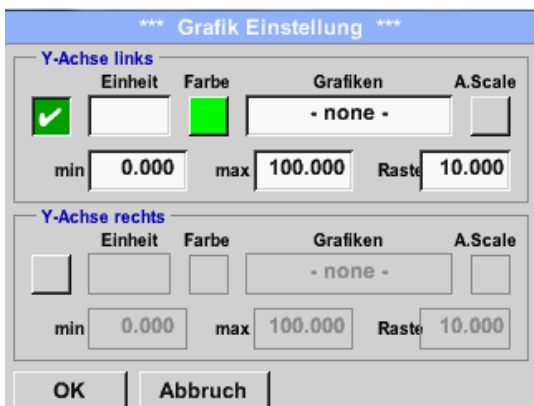 *** Grafik Einstellung ***
Y-Achse links
Einheit Farbe Grafiken A.Scale
- none -
min 0.000 max 100.000 Raste 10.000
Y-Achse rechts
Einheit Farbe Grafiken A.Scale
- none -
min 0.000 max 100.000 Raste 10.000
OK Abbruch